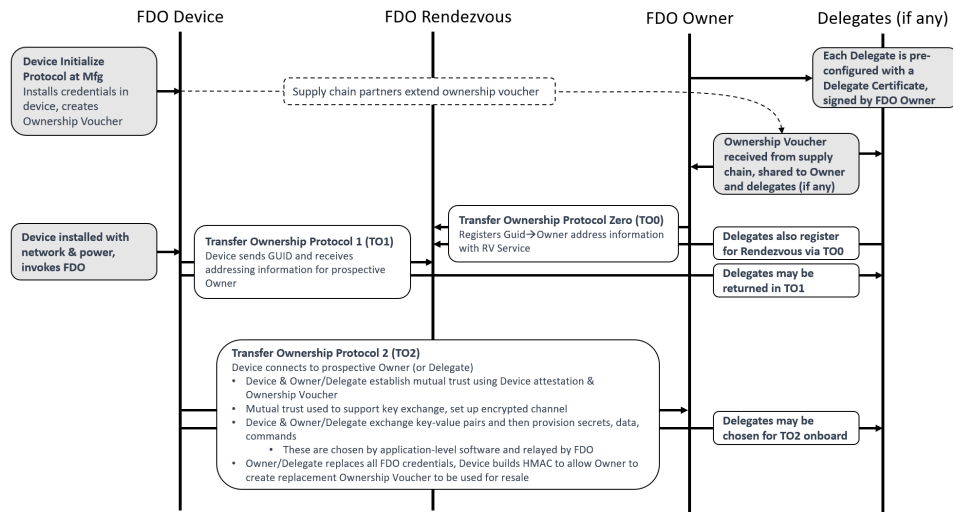 FDO Device
FDO Rendezvous
FDO Owner
Delegates (if any)
Device Initialize
Protocol at Mfg
Installs credentials in
device, creates
Ownership Voucher
Supply chain partners extend ownership voucher
Each Delegate is pre-
configured with a
Delegate Certificate,
signed by FDO Owner
Ownership Voucher
received from supply
chain, shared to Owner
and delegates (if any)
Device installed with
network & power,
invokes FDO
Transfer Ownership Protocol 1 (TO1)
Device sends GUID and receives
addressing information for prospective
Owner
Transfer Ownership Protocol Zero (TO0)
Registers Guid→Owner address information
with RV Service
Delegates also register
for Rendezvous via TO0
Delegates may be
returned in TO1
Transfer Ownership Protocol 2 (TO2)
Device connects to prospective Owner (or Delegate)
• Device & Owner/Delegate establish mutual trust using Device attestation &
Ownership Voucher
• Mutual trust used to support key exchange, set up encrypted channel
• Device & Owner/Delegate exchange key-value pairs and then provision secrets, data,
commands
• These are chosen by application-level software and relayed by FDO
• Owner/Delegate replaces all FDO credentials, Device builds HMAC to allow Owner to
create replacement Ownership Voucher to be used for resale
Delegates may be
chosen for TO2 onboard